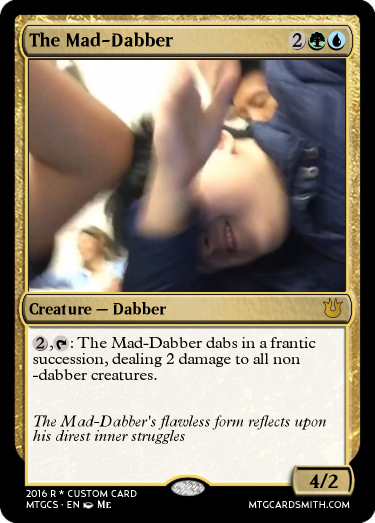 The Mad-Dabber 2
Creature — Dabber
2,: The Mad-Dabber dabs in a frantic
succession, dealing 2 damage to all non
-dabber creatures.
The Mad-Dabber's flawless form reflects upon
his direst inner struggles
4/2
2016 R * CUSTOM CARD
MTGCS · EN ME
MTGCARDSMITH.COM